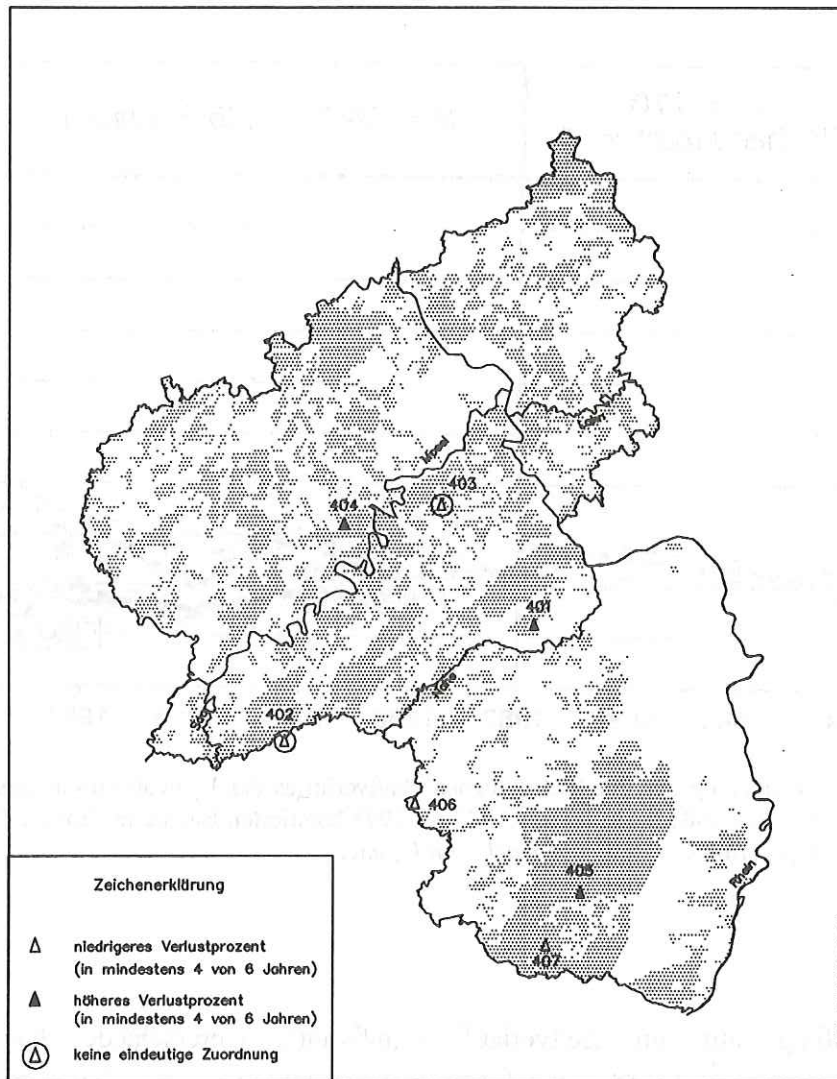 Lahn
Mosel
403
404
401
Nahe
402
406
405
Rhein
407
Zeichenerklärung
niedrigeres Verlustprozent
(in mindestens 4 von 6 Jahren)
höheres Verlustprozent
(in mindestens 4 von 6 Jahren)
keine eindeutige Zuordnung